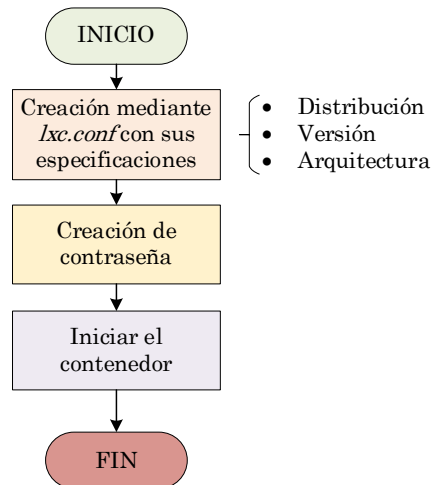 INICIO
Creación mediante
lxc.conf con sus
especificaciones
• Distribución
• Versión
• Arquitectura
Creación de
contraseña
Iniciar el
contenedor
FIN